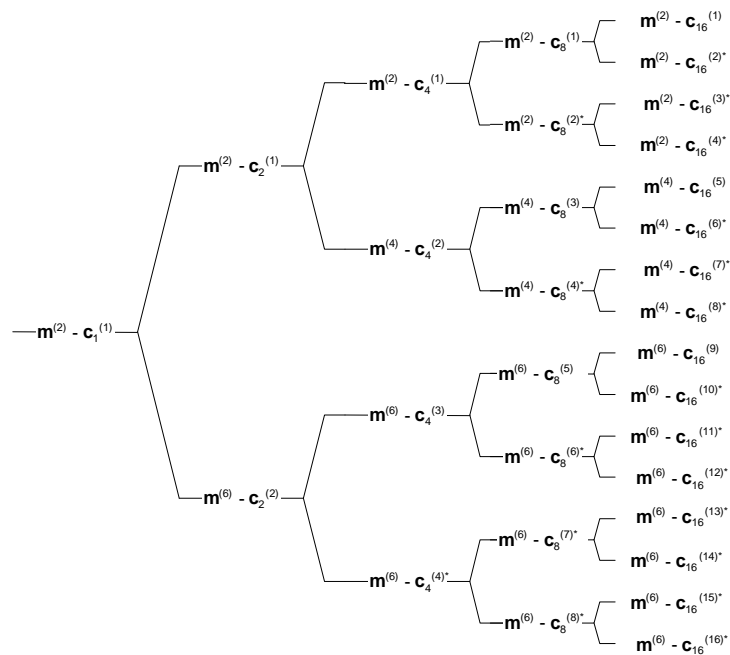 m(2) - c16(1)
m(2) - c8(1)
m(2) - c16(2)*
m(2) - c4(1)
m(2) - c16(3)*
m(2) - c8(2)*
m(2) - c16(4)*
m(2) - c2(1)
m(4) - c16(5)
m(4) - c8(3)
m(4) - c16(6)*
m(4) - c4(2)
m(4) - c16(7)*
m(4) - c8(4)*
m(4) - c16(8)*
m(2) - c1(1)
m(6) - c16(9)
m(6) - c8(5)
m(6) - c16(10)*
m(6) - c4(3)
m(6) - c16(11)*
m(6) - c8(6)*
m(6) - c16(12)*
m(6) - c2(2)
m(6) - c16(13)*
m(6) - c8(7)*
m(6) - c16(14)*
m(6) - c4(4)*
m(6) - c16(15)*
m(6) - c8(8)*
m(6) - c16(16)*